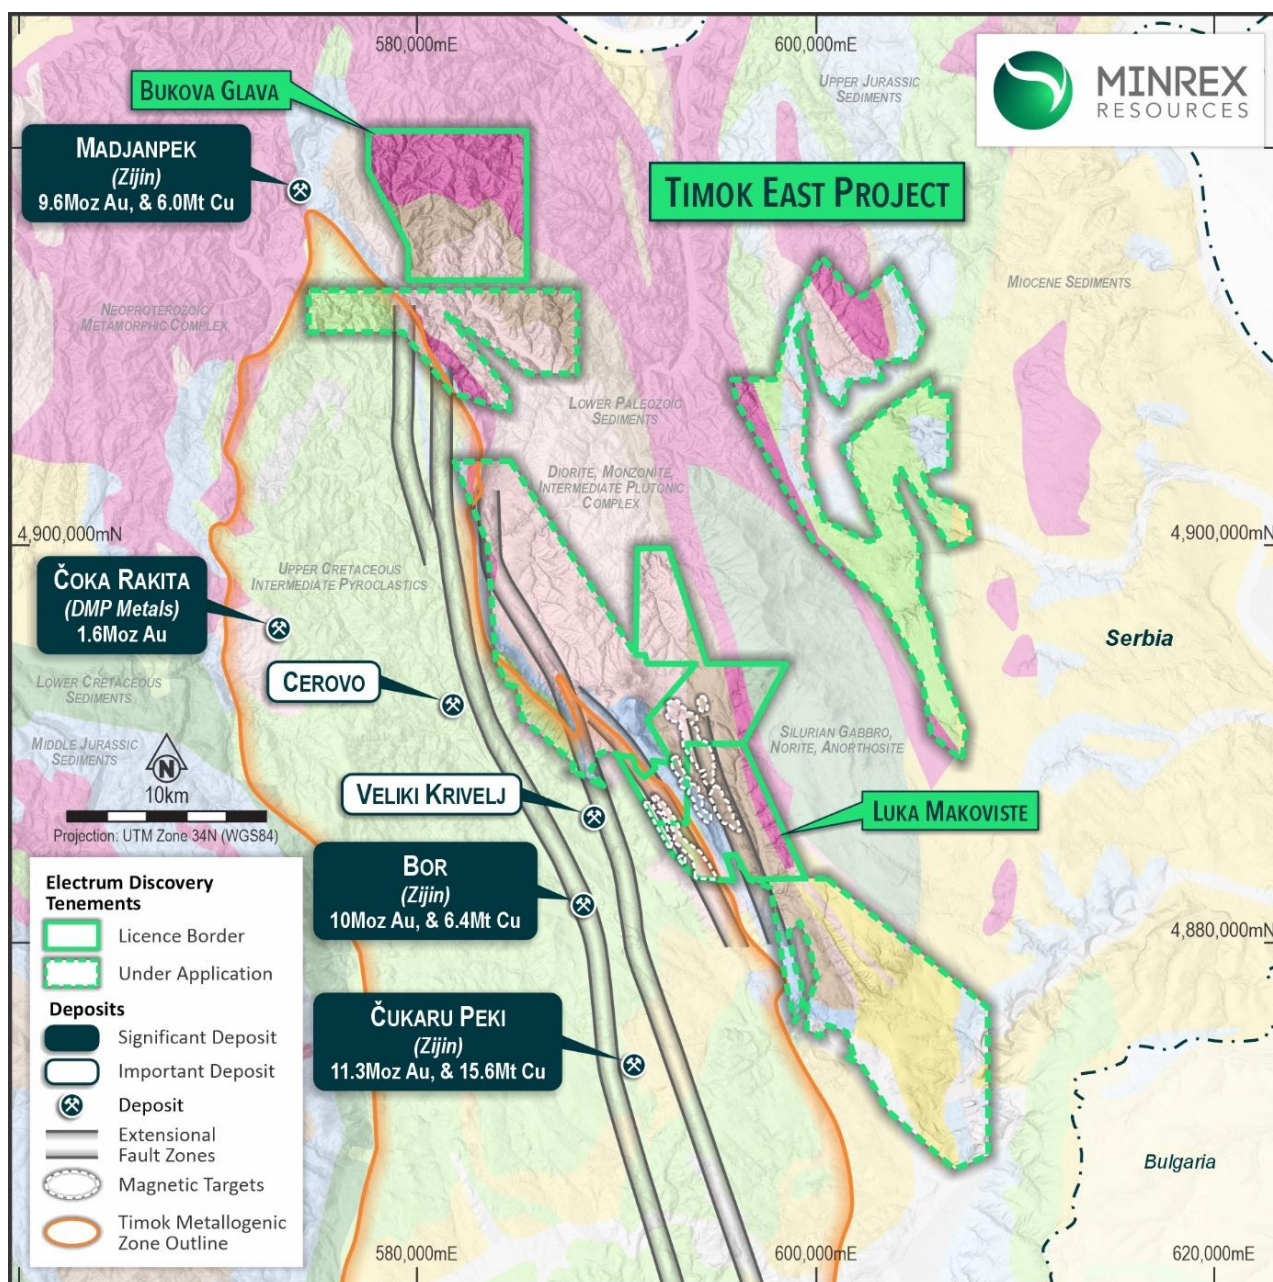 580,000mE
600,000mE
MINREX
RESOURCES
UPPER JURASSIC
SEDIMENTS
BUKOVA GLAVA
MADJANPEK
(Zijin)
9.6Moz Au, & 6.0Mt Cu
TIMOK EAST PROJECT
MIOCENE SEDIMENTS
NEOPROTEROZOIC
METAMORPHIC COMPLEX
LOWER PALEOZOIC
SEDIMENTS
DIORITE, MONZONITE,
INTERMEDIATE PLUTONIC
COMPLEX
4,900,000mN
4,900,000mN
UPPER CRETACEOUS
INTERMEDIATE PYROCLASTICS
ČOKA RAKITA
(DMP Metals)
1.6Moz Au
Serbia
CEROVO
LOWER CRETACEOUS
SEDIMENTS
MIDDLE JURASSIC
SEDIMENTS
SILURIAN GABBRO,
NORITE, ANORTHOSITE
N
10km
Projection: UTM Zone 34N (WGS84)
VELIKI KRIVELJ
LUKA MAKOVISTE
BOR
(Zijin)
10Moz Au, & 6.4Mt Cu
4,880,000mN
ČUKARU PEKI
(Zijin)
11.3Moz Au, & 15.6Mt Cu
Electrum Discovery
Tenements
Licence Border
Under Application
Deposits
Significant Deposit
Important Deposit
Deposit
Extensional
Fault Zones
Magnetic Targets
Timok Metallogenic
Zone Outline
Bulgaria
580,000mE
600,000mE
620,000mE